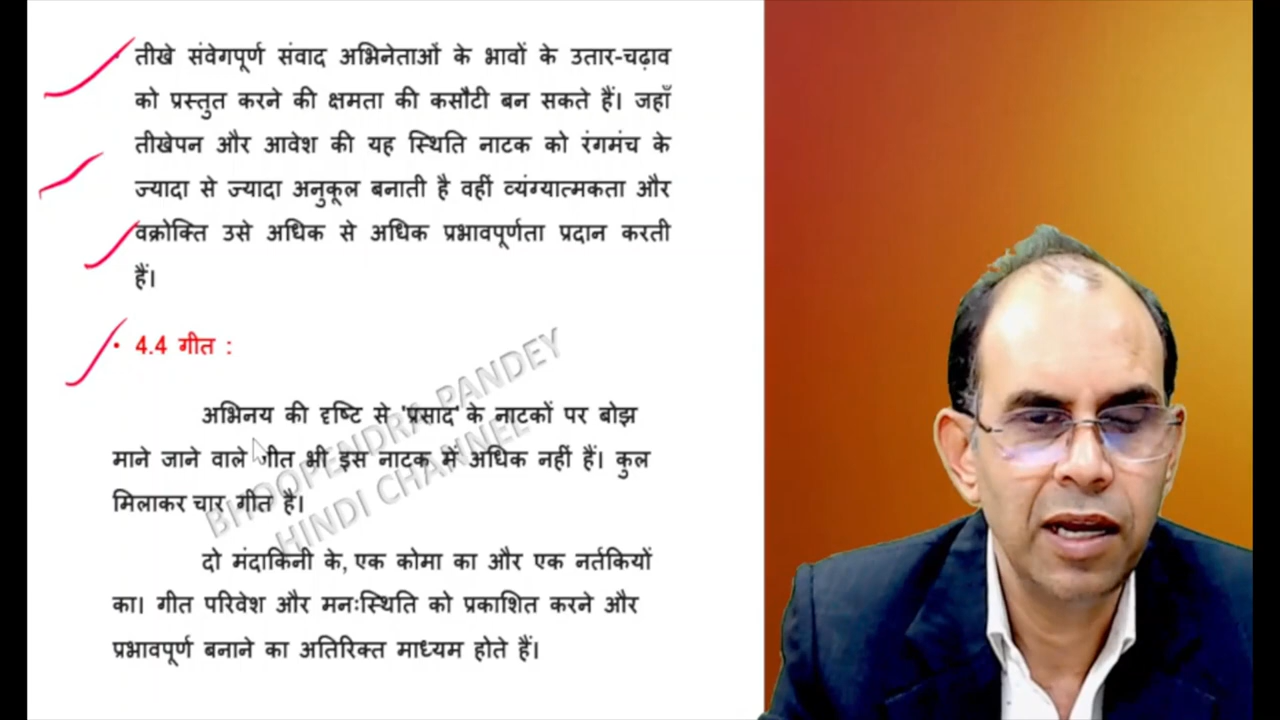 तीखे संवेगपूर्ण संवाद अभिनेताओं के भावों के उतार-चढ़ाव
को प्रस्तुत करने की क्षमता की कसौटी बन सकते हैं। जहाँ
तीखेपन और आवेश की यह स्थिति नाटक को रंगमंच के
ज्यादा से ज्यादा अनुकूल बनाती है वहीं व्यंग्यात्मकता और
वक्रोक्ति उसे अधिक से अधिक प्रभावपूर्णता प्रदान करती
हैं।
• 4.4 गीत :
अभिनय की दृष्टि से 'प्रसाद' के नाटकों पर बोझ
माने जाने वाले गीत भी इस नाटक में अधिक नहीं हैं। कुल
मिलाकर चार गीत है।
दो मंदाकिनी के, एक कोमा का और एक नर्तकियों
का। गीत परिवेश और मनःस्थिति को प्रकाशित करने और
प्रभावपूर्ण बनाने का अतिरिक्त माध्यम होते हैं।
BHOOPENDRA PANDEY
HINDI CHANNEL